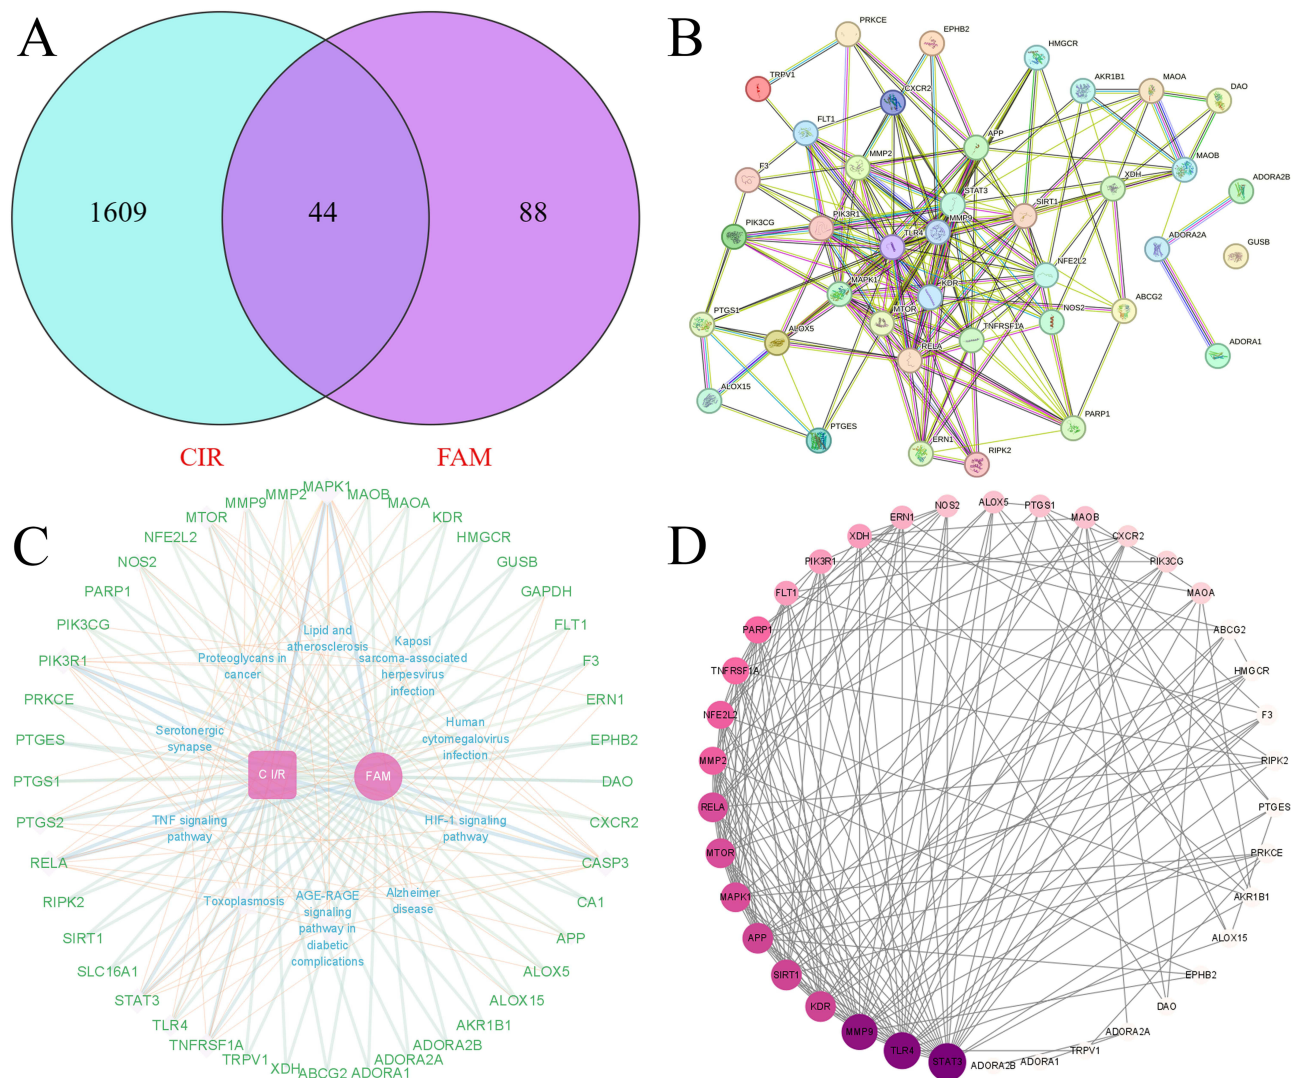 A
1609
44
88
CIR
FAM
B
PRKCE
EPHB2
HMGCR
TRPV1
CXCR2
AKR1B1
MAOA
DAO
FLT1
APP
MMP2
MAOB
F3
XDH
ADORA2B
STAT3
PIK3R1
MMP9
SIRT1
PIK3CG
TLR4
ADORA2A
GUSB
NFE2L2
MAPK1
KDR
ABCG2
PTGS1
MTOR
NOS2
ALOX5
TNFRSF1A
ADORA1
RELA
ALOX15
PARP1
PTGES
ERN1
RIPK2
C
MAPK1
MMP2
MAOB
MMP9
MAOA
MTOR
KDR
NFE2L2
HMGCR
NOS2
GUSB
PARP1
GAPDH
PIK3CG
FLT1
PIK3R1
F3
PRKCE
ERN1
PTGES
EPHB2
PTGS1
DAO
PTGS2
CXCR2
RELA
CASP3
RIPK2
CA1
SIRT1
APP
SLC16A1
ALOX5
STAT3
ALOX15
TLR4
AKR1B1
TNFRSF1A
ADORA2B
TRPV1
ADORA2A
XDH
ABCG2
ADORA1
Lipid and
atherosclerosis
Kaposi
sarcoma-associated
herpesvirus
infection
Proteoglycans in
cancer
Serotonergic
synapse
Human
cytomegalovirus
infection
C I/R
FAM
TNF signaling
pathway
HIF-1 signaling
pathway
Toxoplasmosis
AGE-RAGE
signaling
pathway in
diabetic
complications
Alzheimer
disease
D
NOS2
ALOX5
PTGS1
ERN1
MAOB
XDH
CXCR2
PIK3R1
PIK3CG
FLT1
MAOA
PARP1
ABCG2
TNFRSF1A
HMGCR
NFE2L2
F3
MMP2
RIPK2
RELA
PTGES
MTOR
PRKCE
MAPK1
AKR1B1
APP
ALOX15
SIRT1
EPHB2
KDR
DAO
MMP9
ADORA2A
TLR4
TRPV1
STAT3
ADORA2B
ADORA1